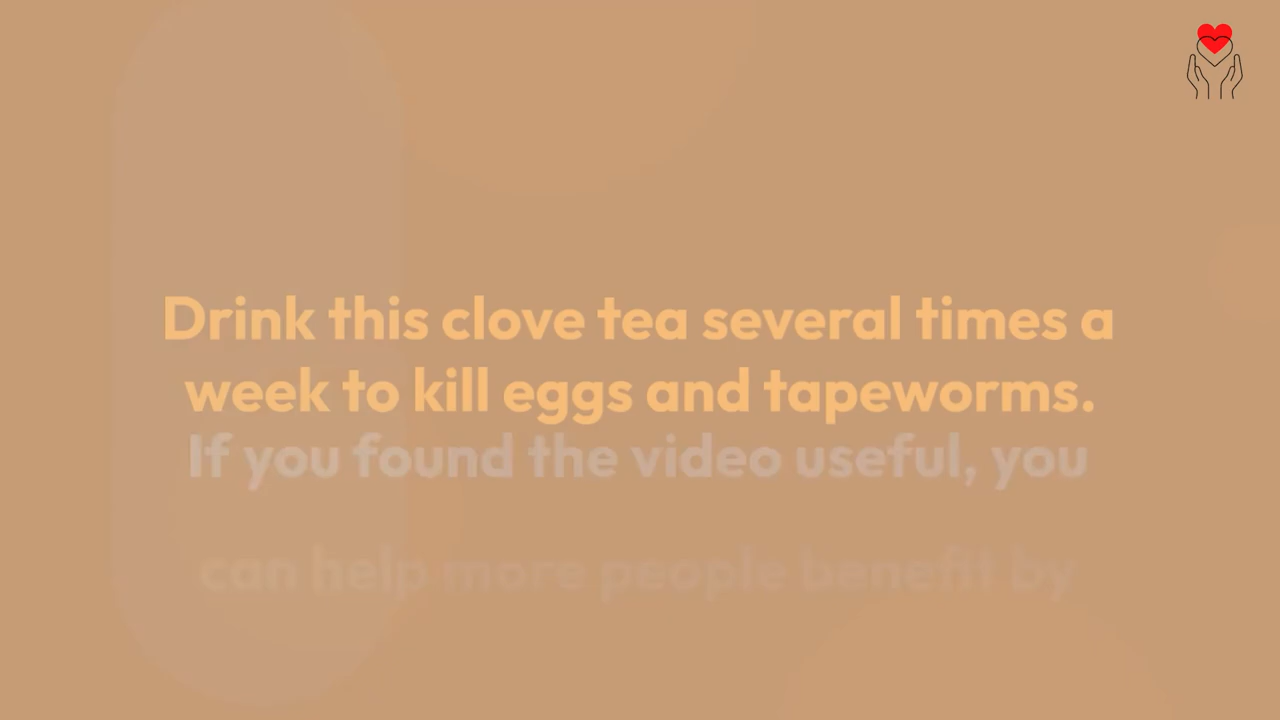 Drink this clove tea several times a
week to kill eggs and tapeworms.
If you found the video useful, you
can help more people benefit by